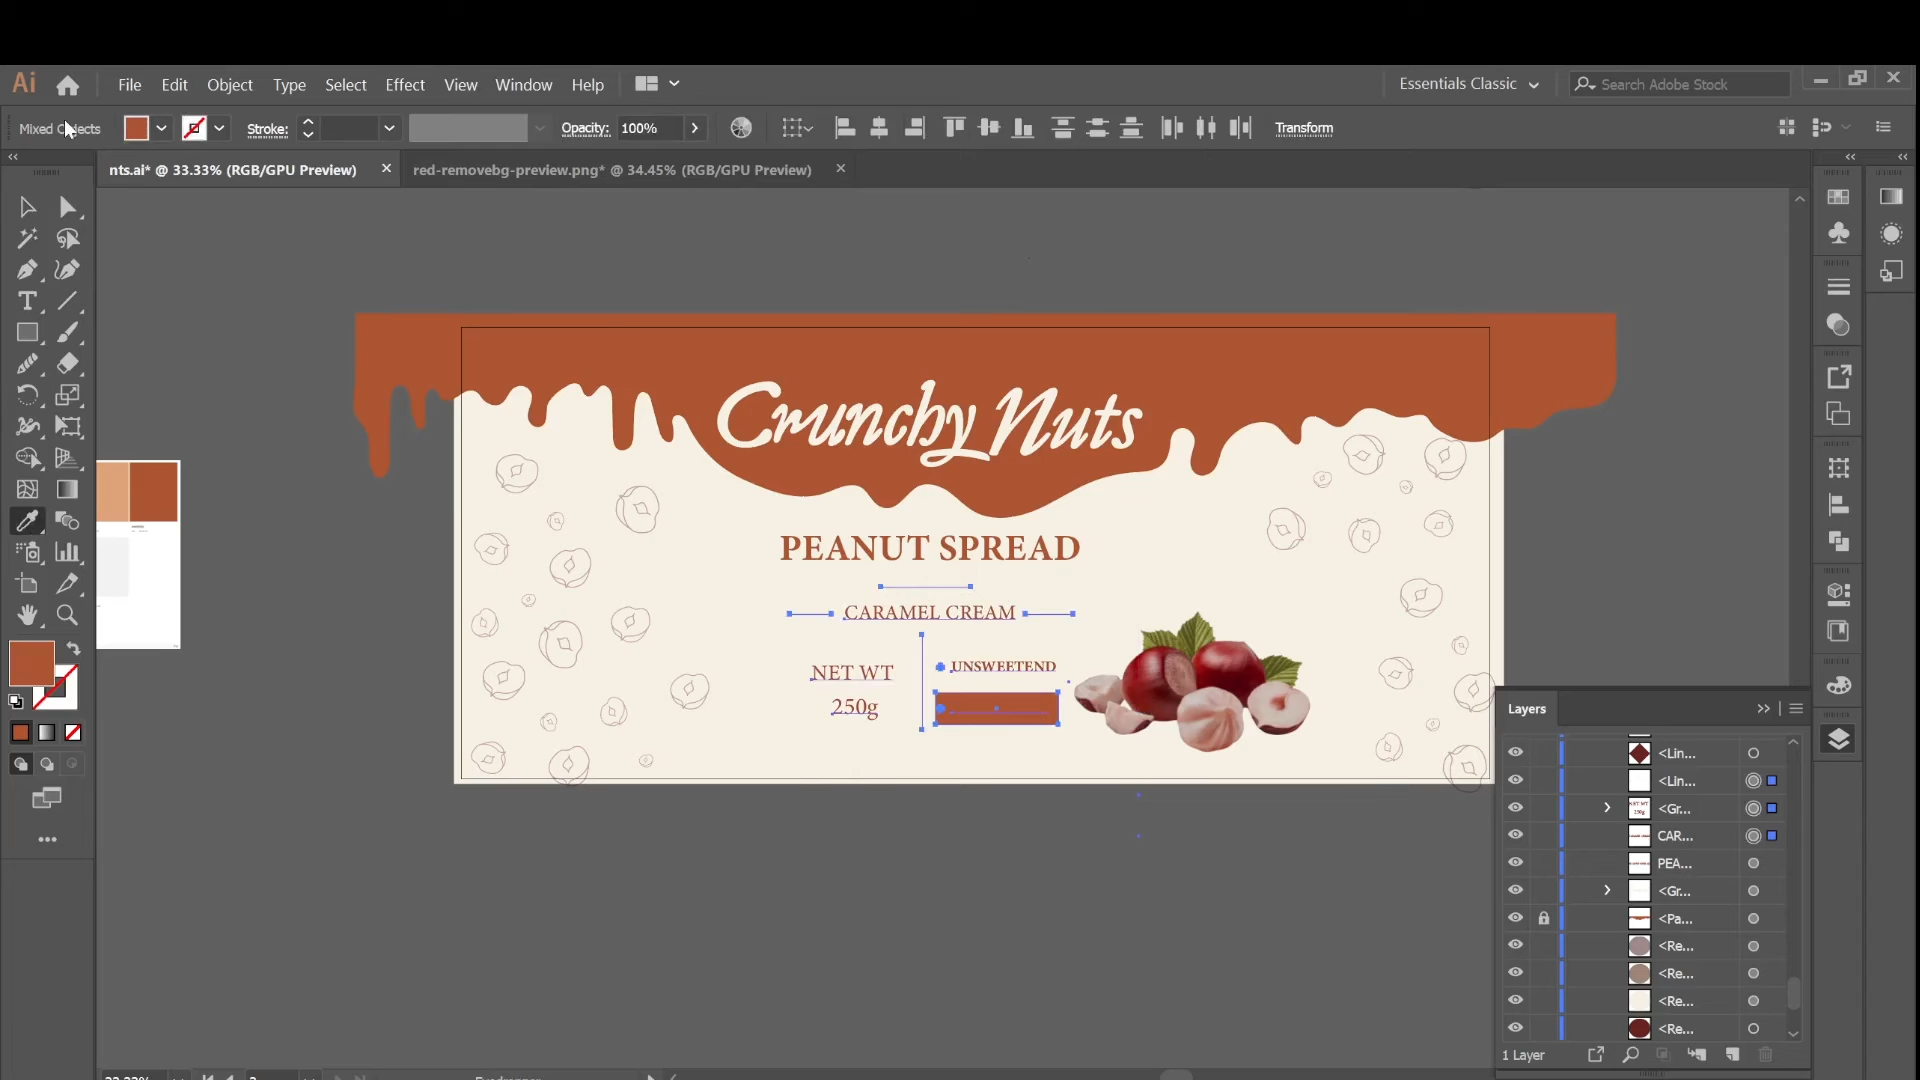 Ai File Edit Object Type Select Effect View Window Help Essentials Classic Search Adobe Stock
Mixed Objects Stroke: Opacity: 100% Transform
nts.ai* @ 33.33% (RGB/GPU Preview) red-removebg-preview.png* @ 34.45% (RGB/GPU Preview)
Crunchy Nuts
PEANUT SPREAD
CARAMEL CREAM
NET WT
250g
UNSWEETEND
Layers
<Lin...
<Lin...
<Gr...
CAR...
PEA...
<Gr...
<Pa...
<Re...
<Re...
<Re...
<Re...
1 Layer